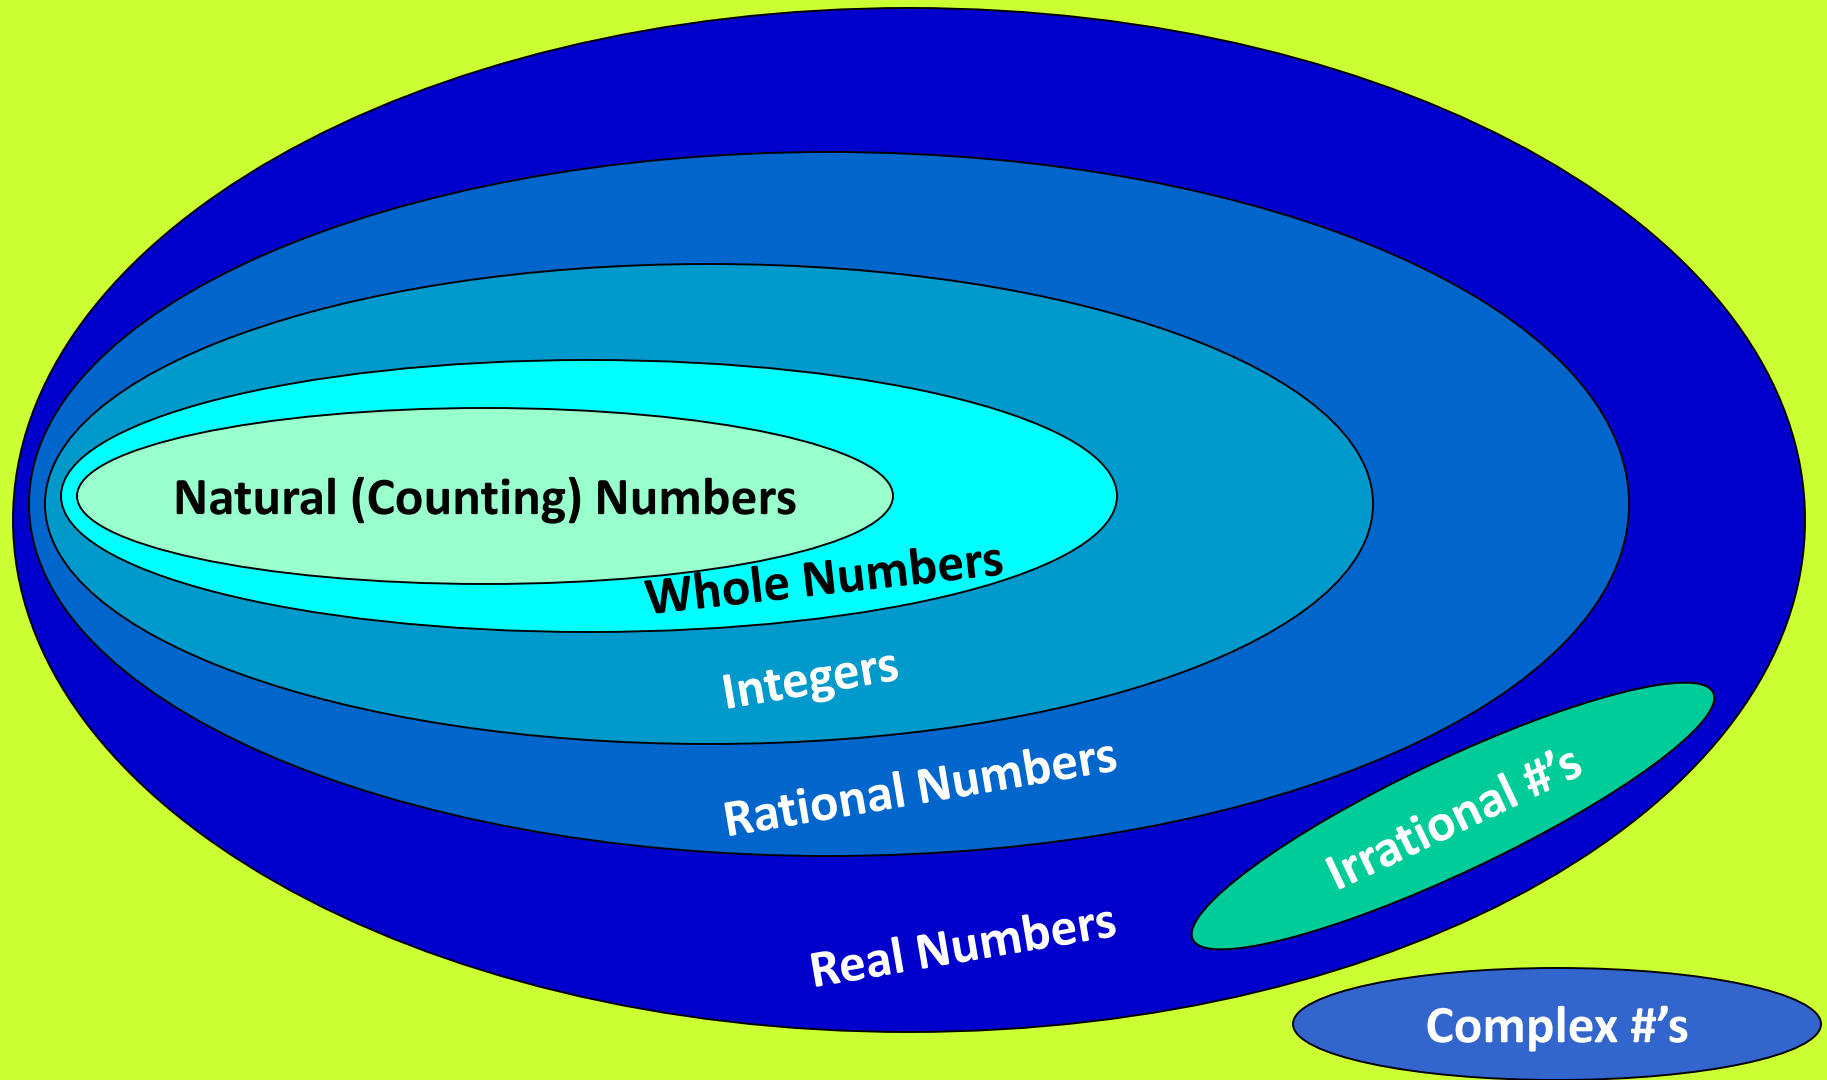 Natural (Counting) Numbers
Whole Numbers
Integers
Rational Numbers
Irrational #’s
Real Numbers
Complex #’s